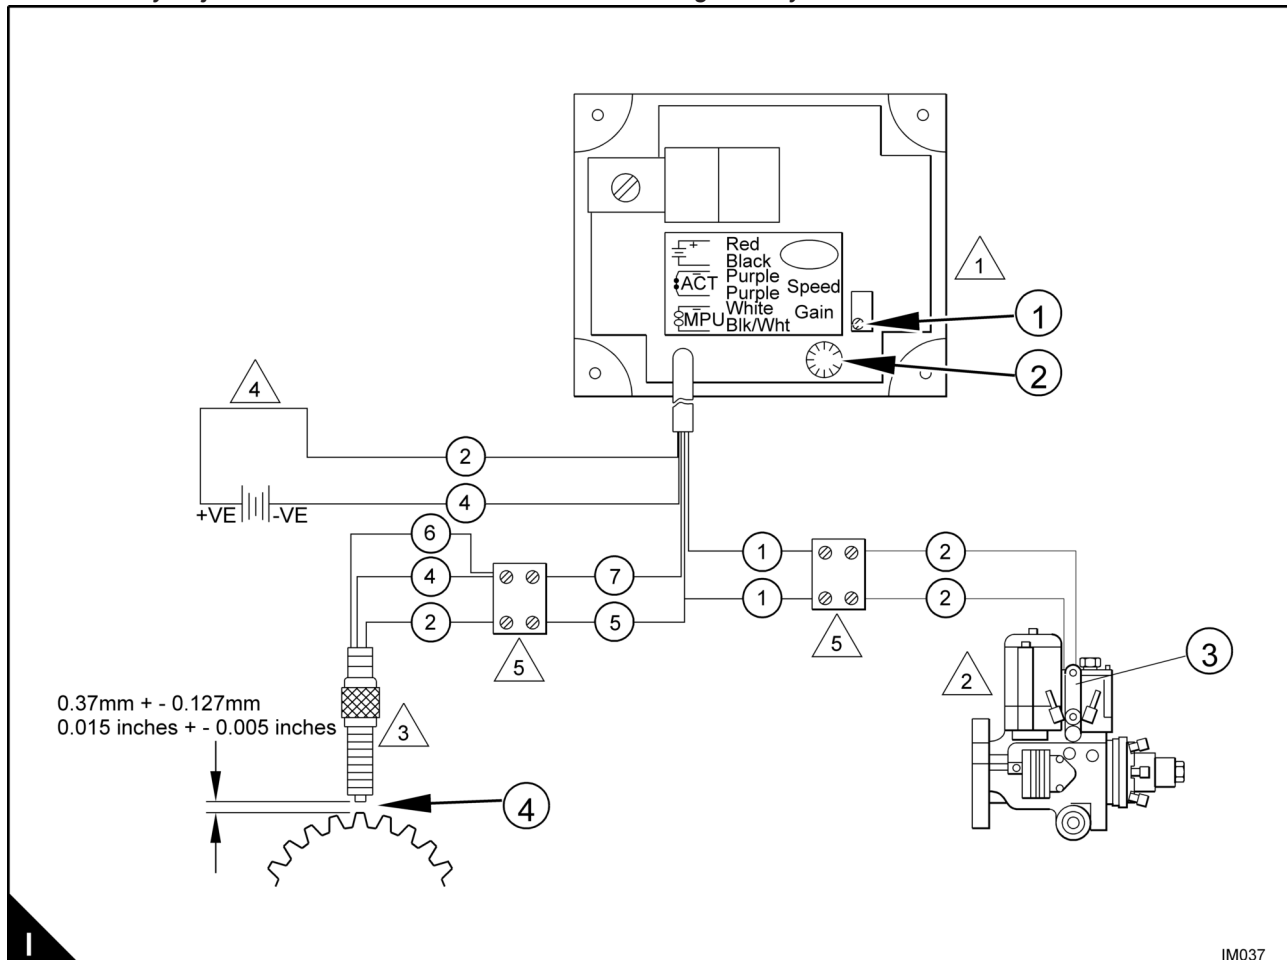 +
Red
Black
ACT
Purple
Purple
Speed
MPU
White
Blk/Wht
Gain
1
1
2
4
2
4
+VE
-VE
6
4
7
2
5
5
1
2
1
2
5
2
3
0.37mm + - 0.127mm
0.015 inches + - 0.005 inches
3
4
I
IM037